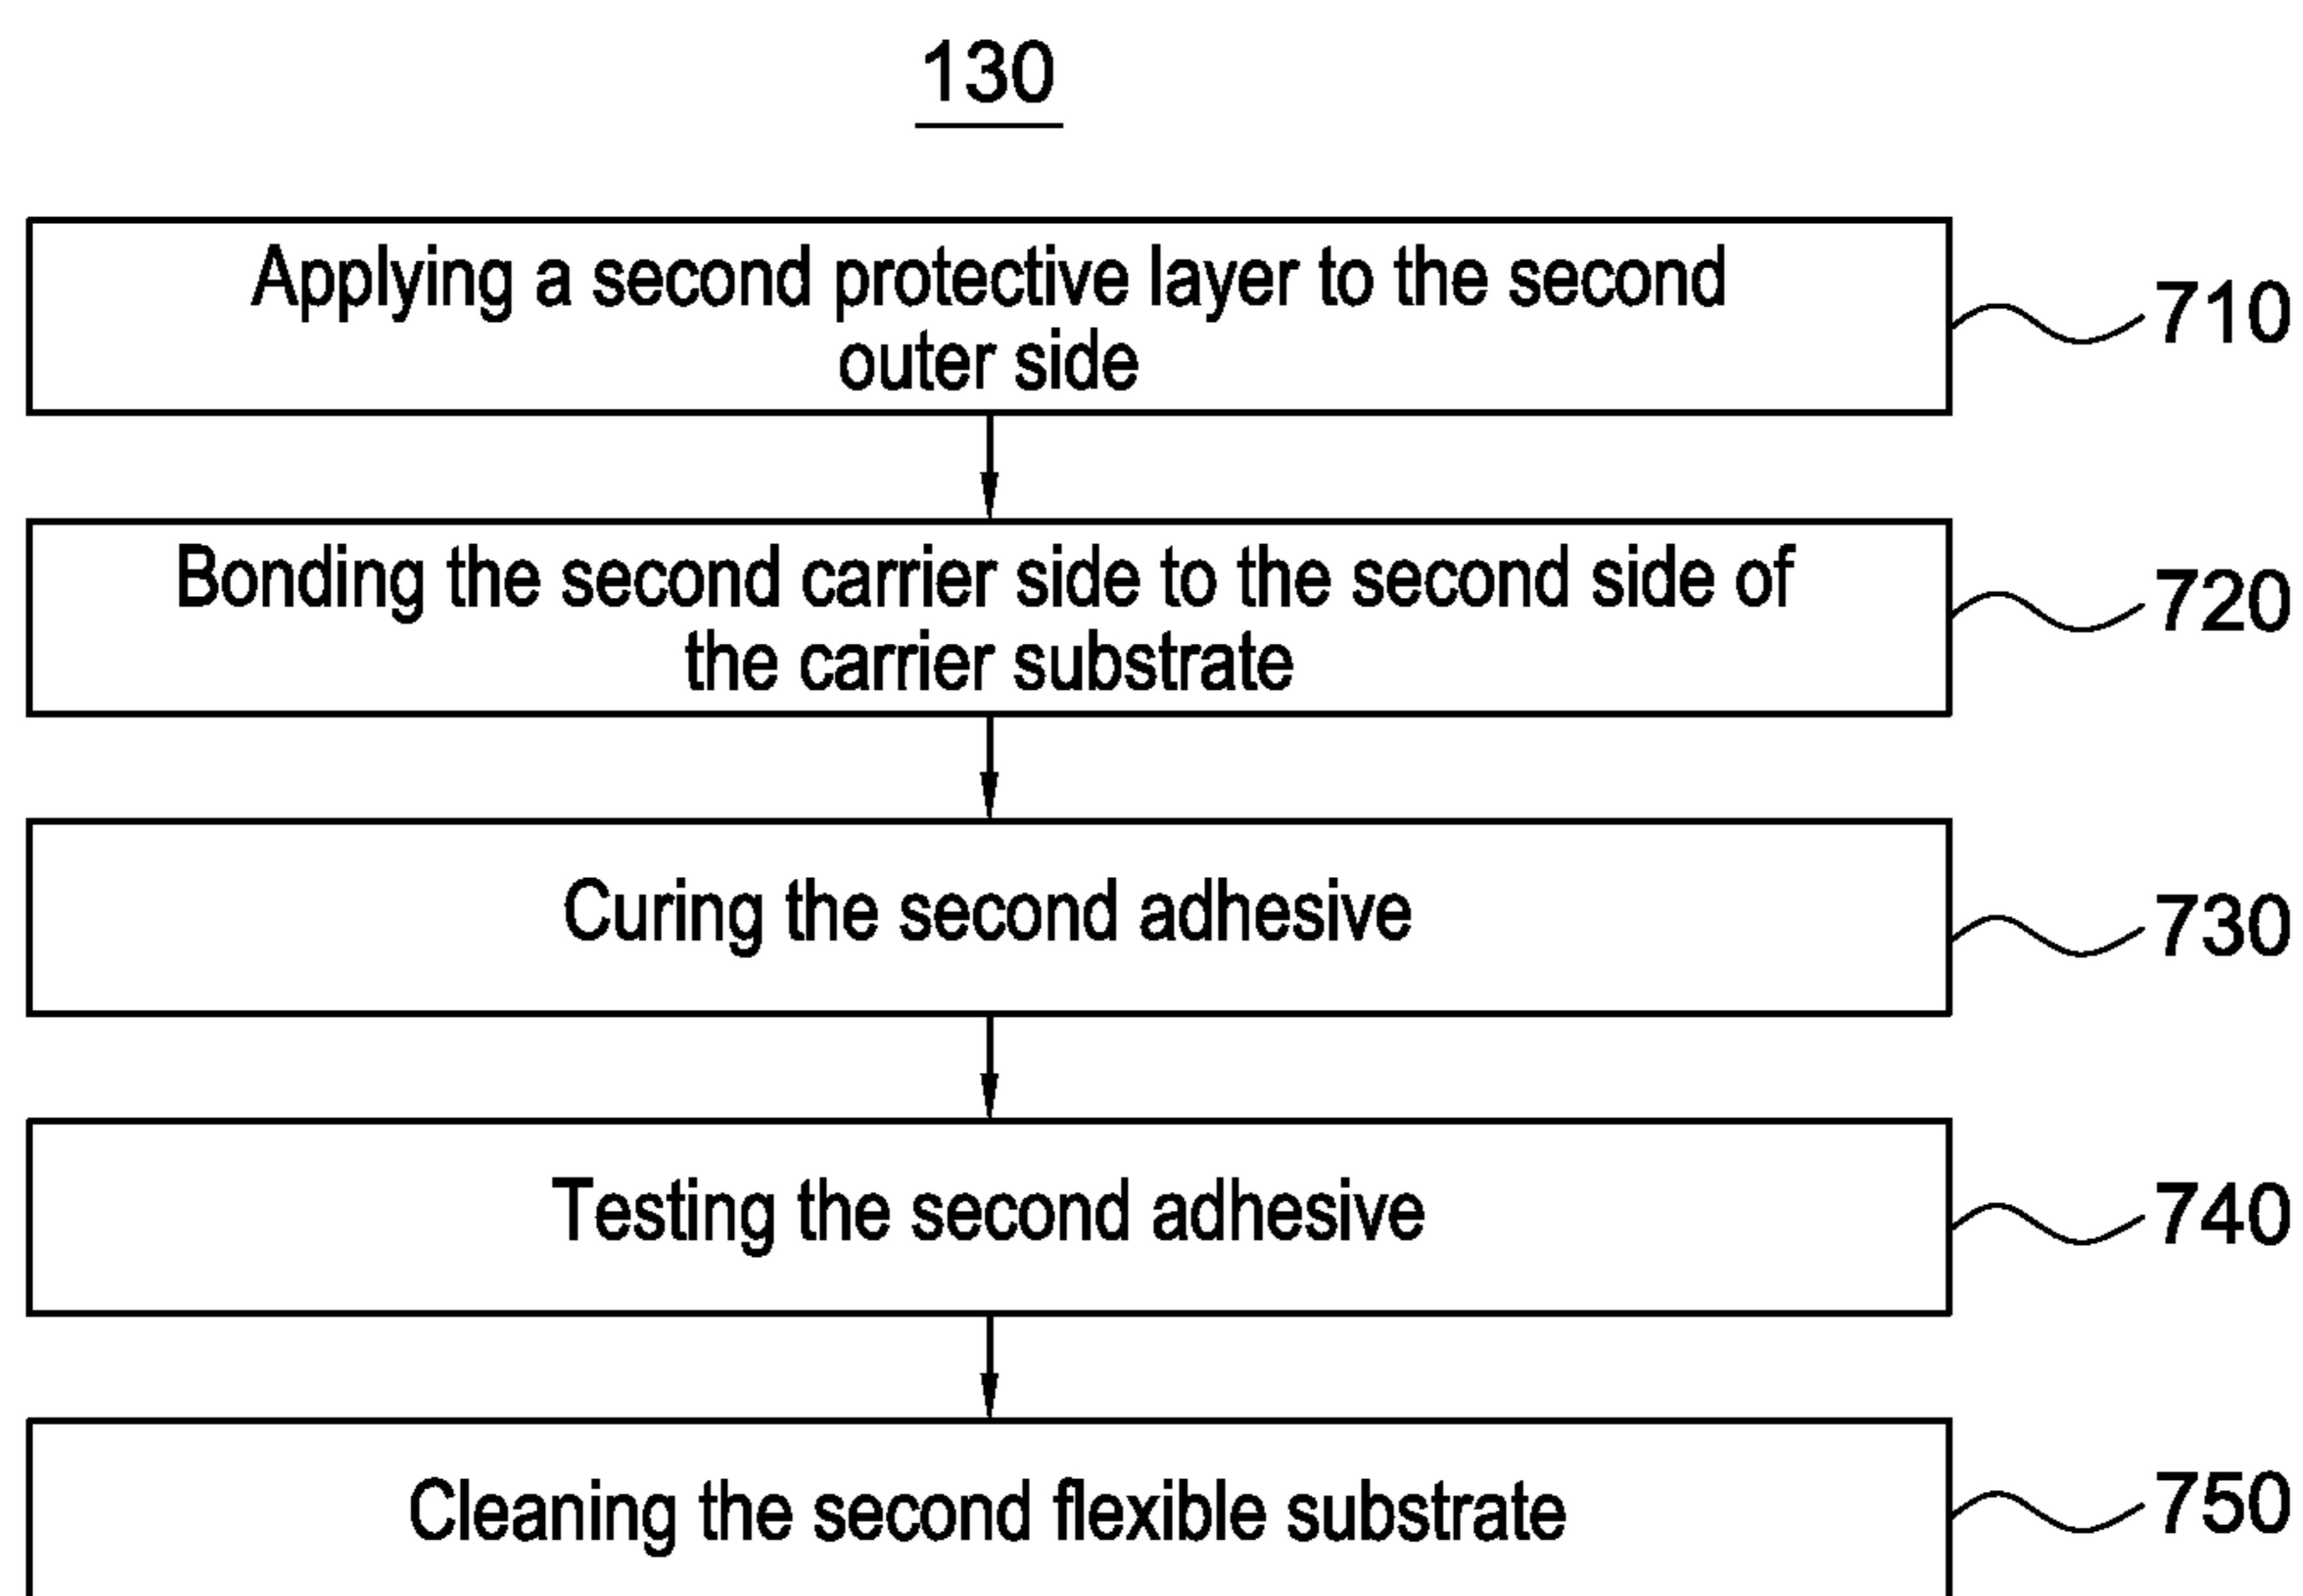 130
Applying a second protective layer to the second
outer side
710
Bonding the second carrier side to the second side of
the carrier substrate
720
Curing the second adhesive
730
Testing the second adhesive
740
Cleaning the second flexible substrate
750